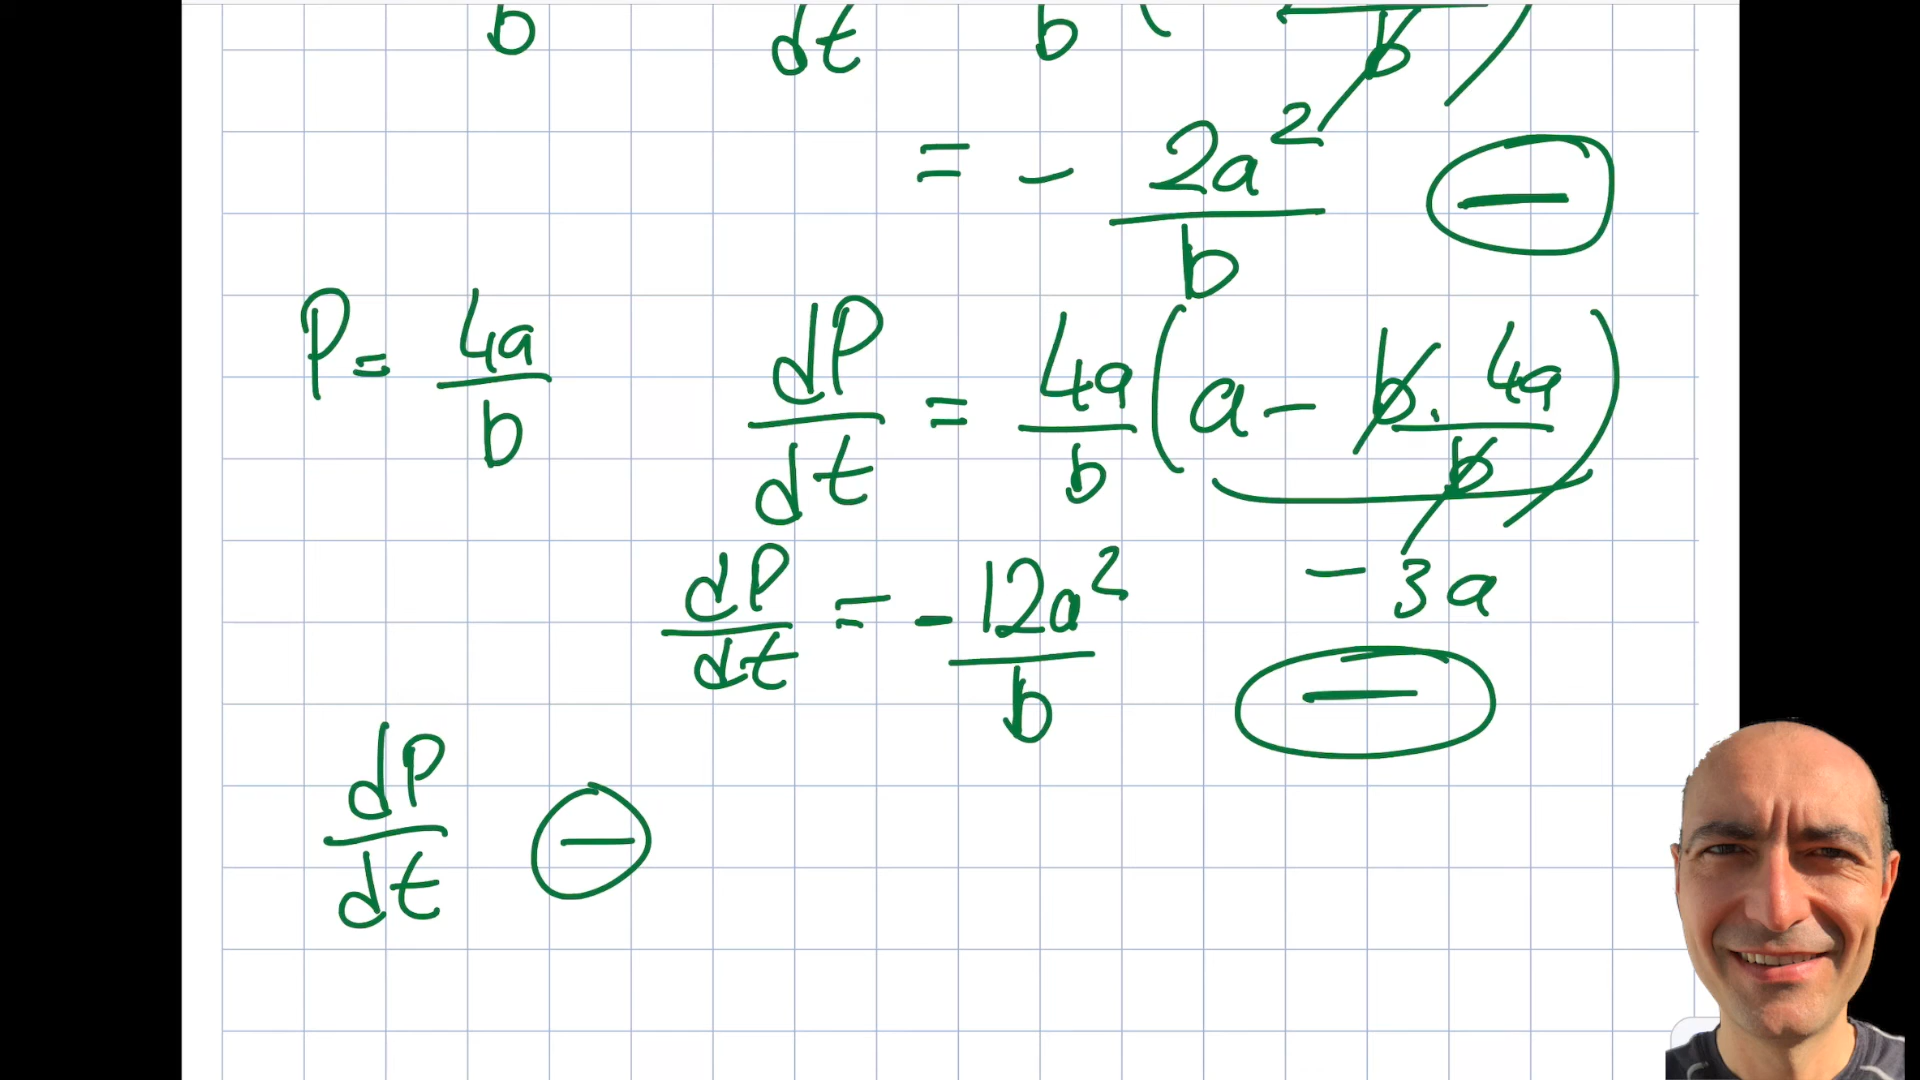 b dt b ( b )
= - 2a² / b (−)
P = 4a/b dP/dt = 4a/b (a - b. 4a/b)
- 3a
dP/dt = - 12a²/b (−)
dP/dt (−)